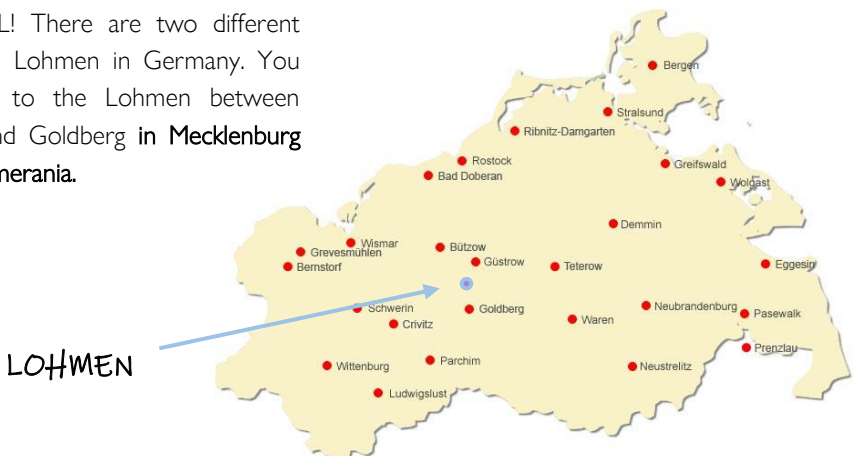 L! There are two different
Lohmen in Germany. You
to the Lohmen between
nd Goldberg in Mecklenburg
merania.
Bergen
Stralsund
Ribnitz-Damgarten
Rostock
Greifswald
Bad Doberan
Wolgast
Demmin
Wismar
Bützow
Grevesmühlen
Güstrow
Teterow
Eggesin
Bernstorf
Schwerin
Goldberg
Neubrandenburg
Pasewalk
Waren
Crivitz
Prenzlau
LOHMEN
Wittenburg
Parchim
Neustrelitz
Ludwigslust